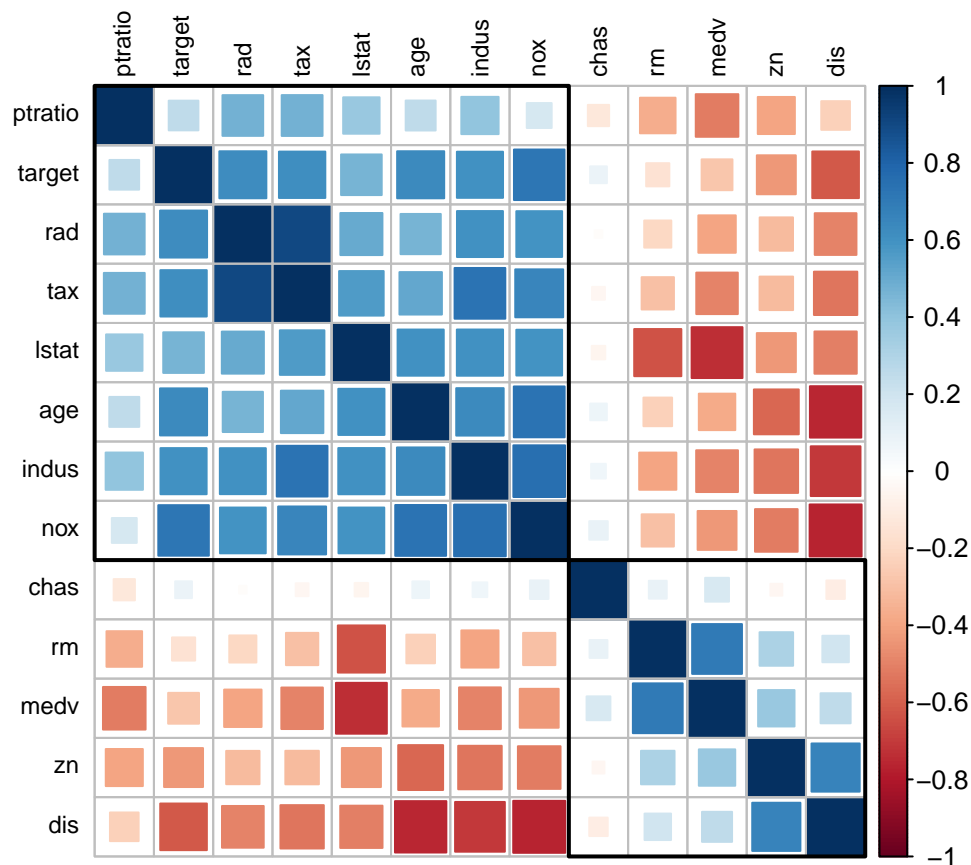 ptratio target rad tax lstat age indus nox chas rm medv zn dis
ptratio
target
rad
tax
lstat
age
indus
nox
chas
rm
medv
zn
dis
1
0.8
0.6
0.4
0.2
0
−0.2
−0.4
−0.6
−0.8
−1